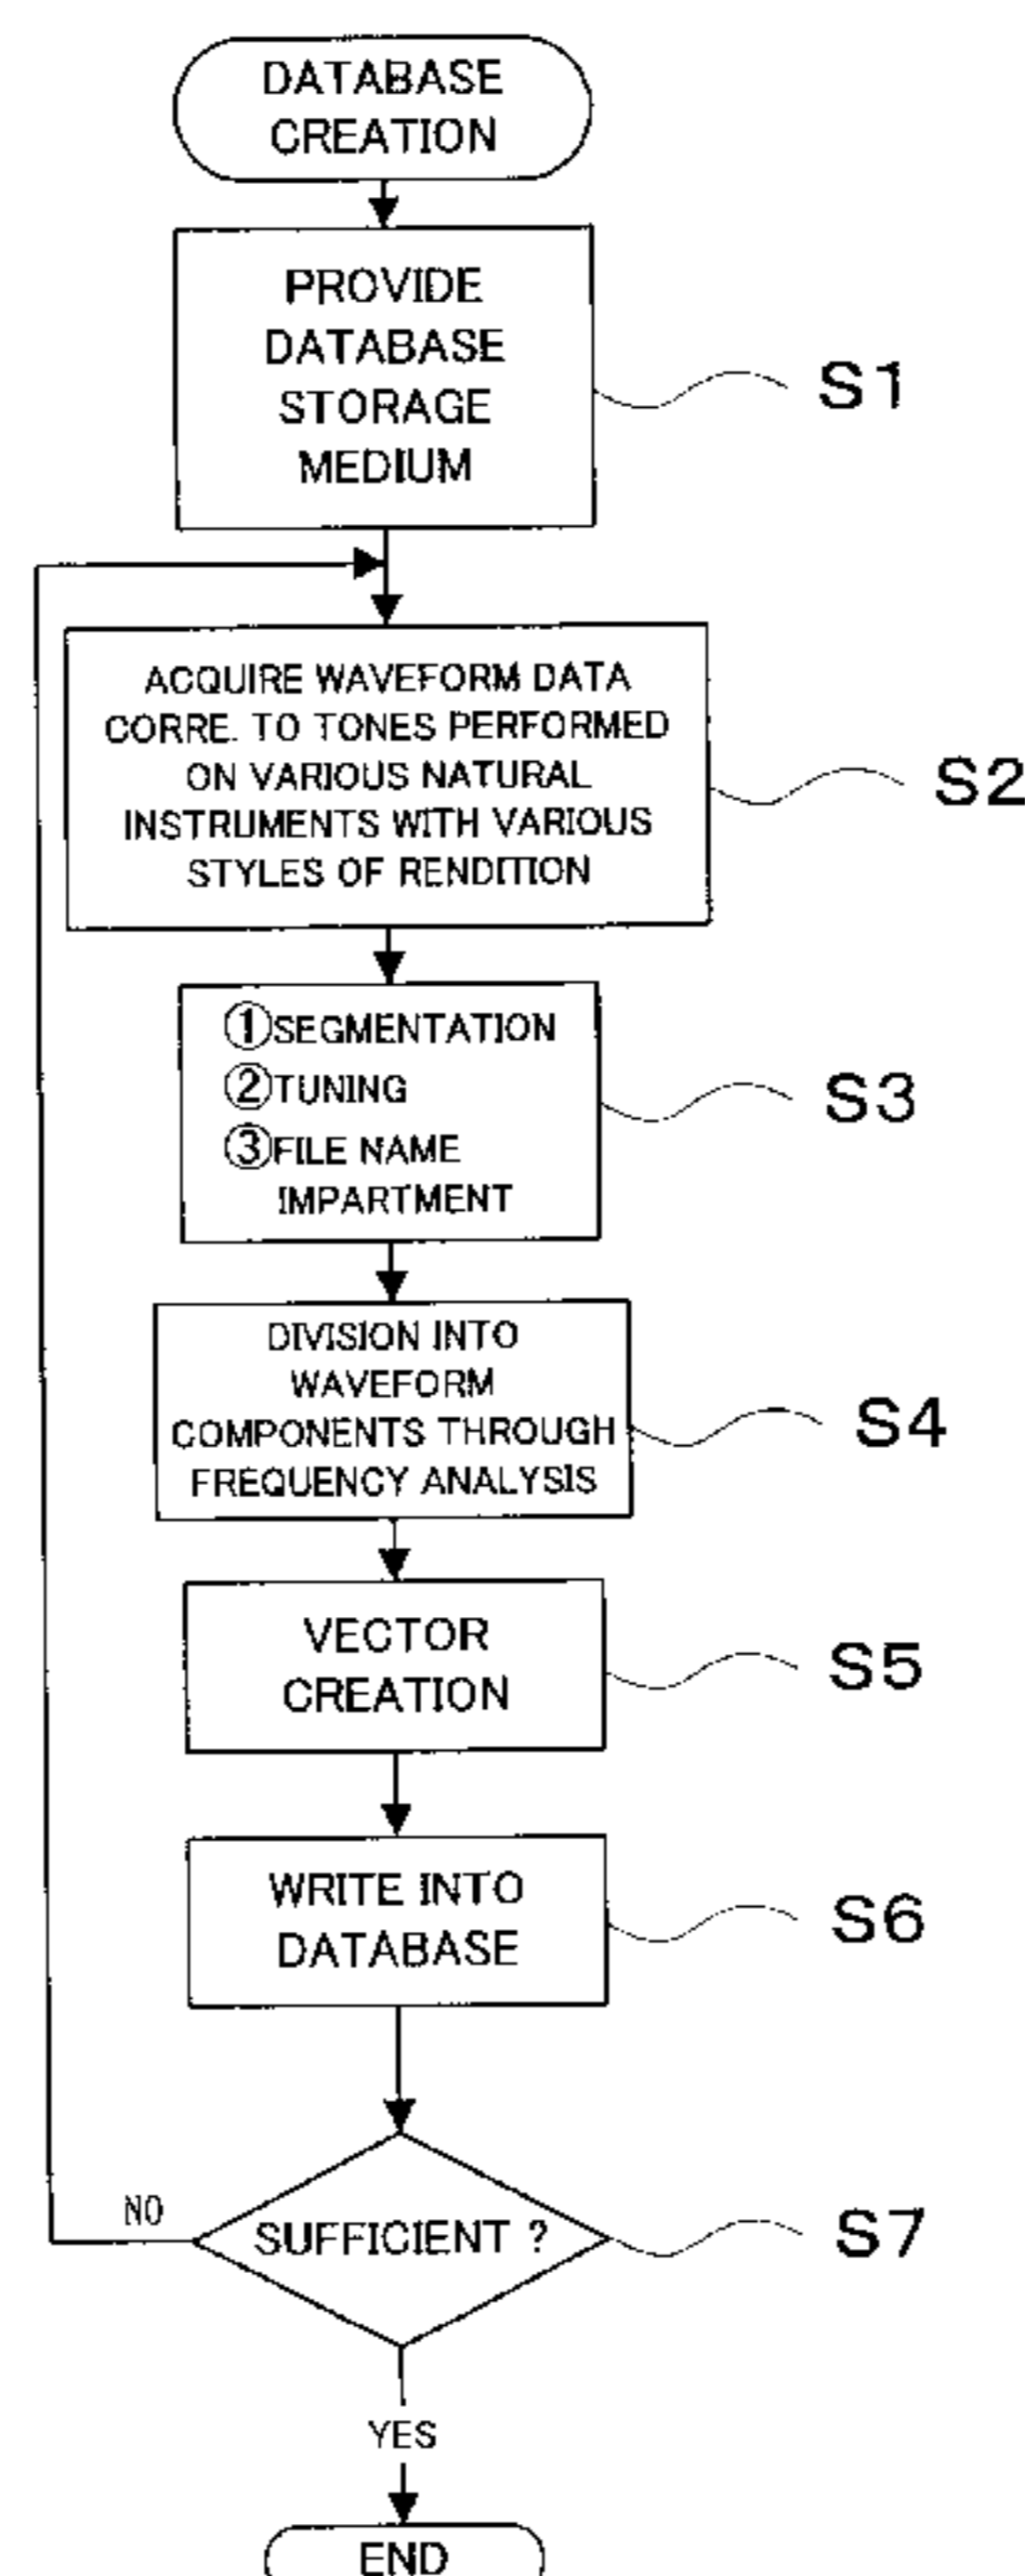 DATABASE
CREATION
PROVIDE
DATABASE
STORAGE
MEDIUM
S1
ACQUIRE WAVEFORM DATA
CORRE. TO TONES PERFORMED
ON VARIOUS NATURAL
INSTRUMENTS WITH VARIOUS
STYLES OF RENDITION
S2
①SEGMENTATION
②TUNING
③FILE NAME
IMPARTMENT
S3
DIVISION INTO
WAVEFORM
COMPONENTS THROUGH
FREQUENCY ANALYSIS
S4
VECTOR
CREATION
S5
WRITE INTO
DATABASE
S6
NO
SUFFICIENT ?
S7
YES
END